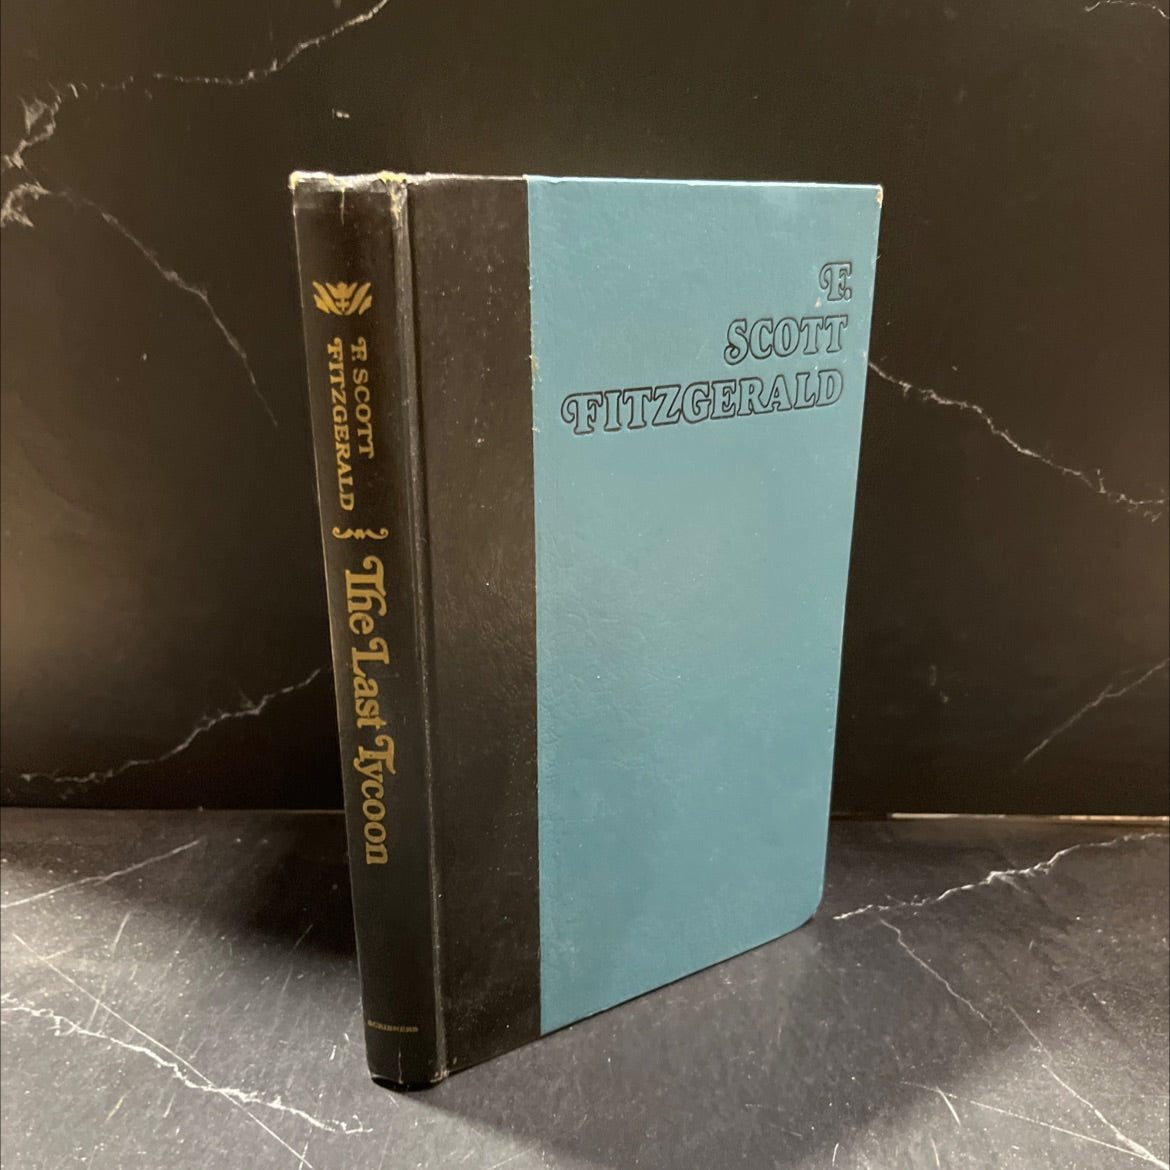 F. SCOTT
FITZGERALD
The Last Tycoon
SCRIBNERS
F.
SCOTT
FITZGERALD